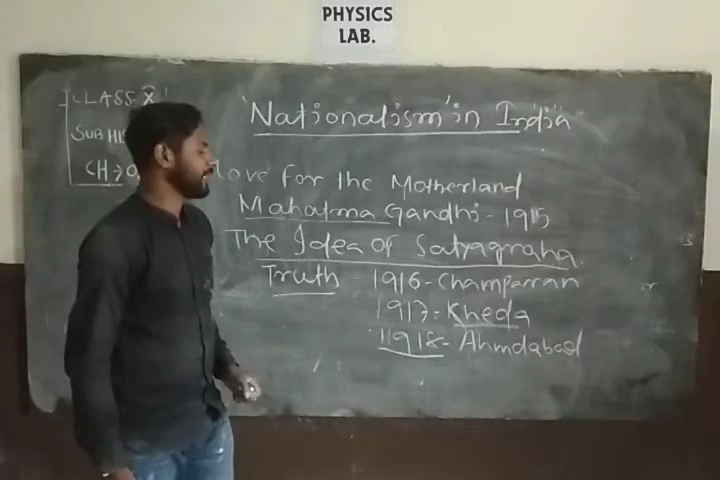 PHYSICS
LAB.
CLASS X
SUB HI
CH→0
'Nationalism' in India
Love for the Motherland
Mahatma Gandhi - 1915
The Idea of Satyagraha
Truth - 1916 - Champaran
1917 - Kheda
1918 - Ahmdabad